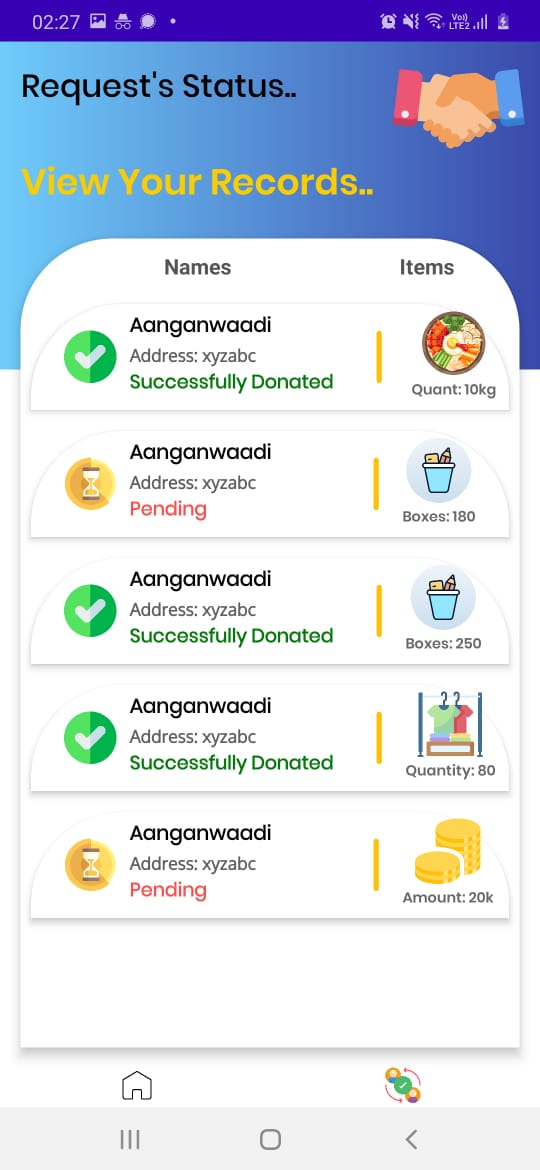 02:27
Vo)) LTE2
Request's Status..
View Your Records..
Names Items
Aanganwaadi
Address: xyzabc
Successfully Donated
Quant: 10kg
Aanganwaadi
Address: xyzabc
Pending
Boxes: 180
Aanganwaadi
Address: xyzabc
Successfully Donated
Boxes: 250
Aanganwaadi
Address: xyzabc
Successfully Donated
Quantity: 80
Aanganwaadi
Address: xyzabc
Pending
Amount: 20k